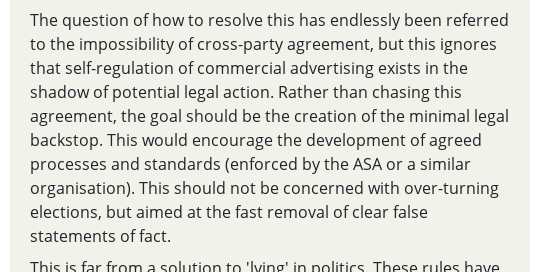 The question of how to resolve this has endlessly been referred
to the impossibility of cross-party agreement, but this ignores
that self-regulation of commercial advertising exists in the
shadow of potential legal action. Rather than chasing this
agreement, the goal should be the creation of the minimal legal
backstop. This would encourage the development of agreed
processes and standards (enforced by the ASA or a similar
organisation). This should not be concerned with over-turning
elections, but aimed at the fast removal of clear false
statements of fact.
This is far from a solution to 'lying' in politics. These rules have